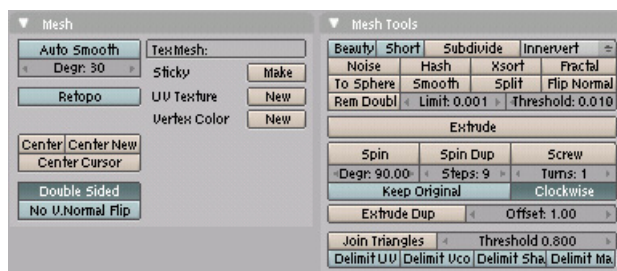 Mesh
Auto Smooth
Degr: 30
Retopo
Center Center New
Center Cursor
Double Sided
No V.Normal Flip
TexMesh:
Sticky Make
UV Texture New
Vertex Color New
Mesh Tools
Beauty Short Subdivide Innervert
Noise Hash Xsort Fractal
To Sphere Smooth Split Flip Normal
Rem Doubl Limit: 0.001 Threshold: 0.010
Extrude
Spin Spin Dup Screw
Degr: 90.00 Steps: 9 Turns: 1
Keep Original Clockwise
Extrude Dup Offset: 1.00
Join Triangles Threshold 0.800
Delimit UV Delimit Vco Delimit Sha Delimit Ma